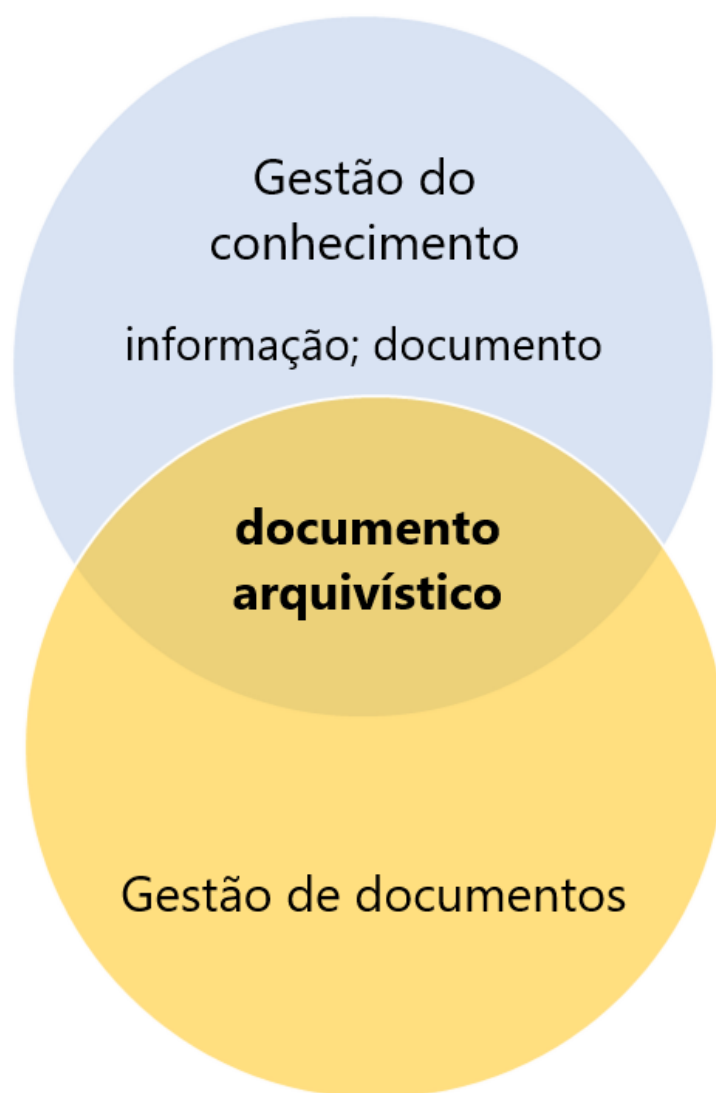 Gestão do
conhecimento
informação; documento
documento
arquivístico
Gestão de documentos